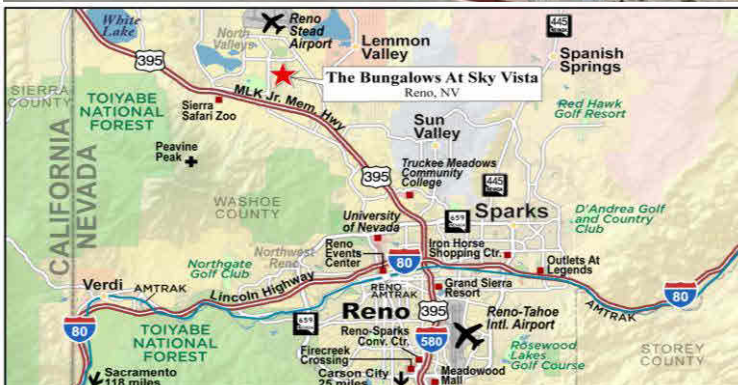 White
Lake
Reno
Stead
Airport
North
Valleys
Lemmon
Valley
445
Spanish
Springs
395
The Bungalows At Sky Vista
Reno, NV
SIERRA
COUNTY
TOIYABE
NATIONAL
FOREST
Sierra
Safari Zoo
MLK Jr. Mem. Hwy
Red Hawk
Golf Resort
Sun
Valley
Peavine
Peak
395
Truckee Meadows
Community
College
445
CALIFORNIA
NEVADA
WASHOE
COUNTY
University
of Nevada
659
Sparks
D'Andrea Golf
and Country
Club
Northwest
Reno
Reno
Events
Center
80
Iron Horse
Shopping Ctr.
Outlets At
Legends
Northgate
Golf Club
Verdi
AMTRAK
Lincoln Highway
RENO
AMTRAK
Grand Sierra
Resort
AMTRAK
80
80
659
Reno
395
Reno-Tahoe
Intl. Airport
TOIYABE
NATIONAL
FOREST
Reno-Sparks
Conv. Ctr.
580
Rosewood
Lakes
Golf Course
STOREY
COUNTY
Firecreek
Crossing
Sacramento
118 miles
Carson City
25 miles
Meadowood
Mall